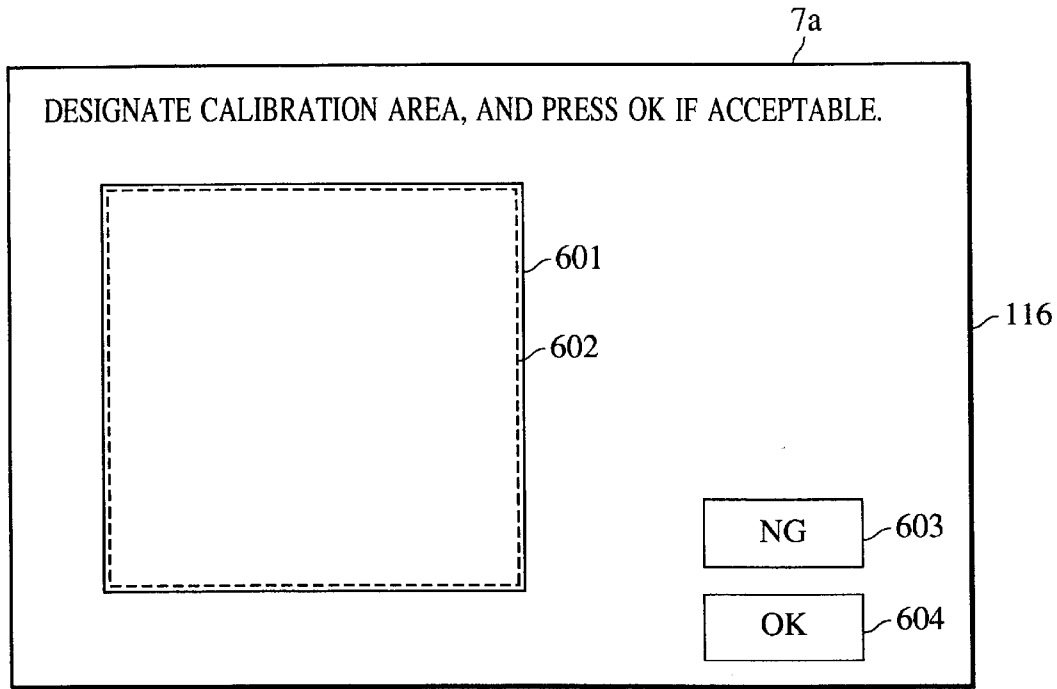 7a
DESIGNATE CALIBRATION AREA, AND PRESS OK IF ACCEPTABLE.
601
116
602
NG
603
OK
604